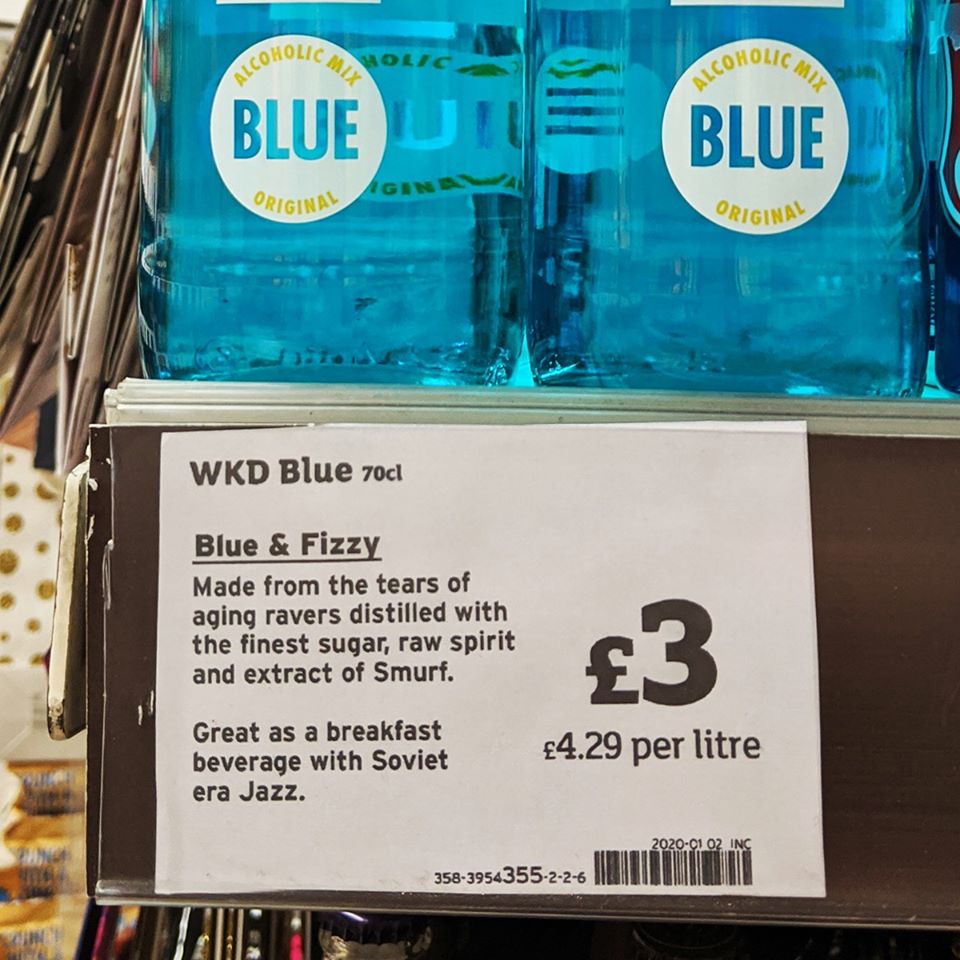 ALCOHOLIC MIX
BLUE
ORIGINAL
ALCOHOLIC MIX
BLUE
ORIGINAL
WKD Blue 70cl
Blue & Fizzy
Made from the tears of
aging ravers distilled with
the finest sugar, raw spirit
and extract of Smurf.
Great as a breakfast
beverage with Soviet
era Jazz.
£3
£4.29 per litre
2020-01 02 INC
358-3954355-2-2-6